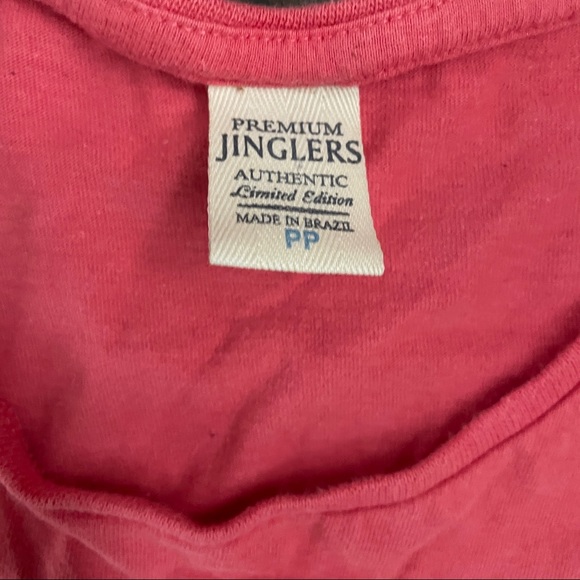 PREMIUM
JINGLERS
AUTHENTIC
Limited Edition
MADE IN BRAZIL
PP